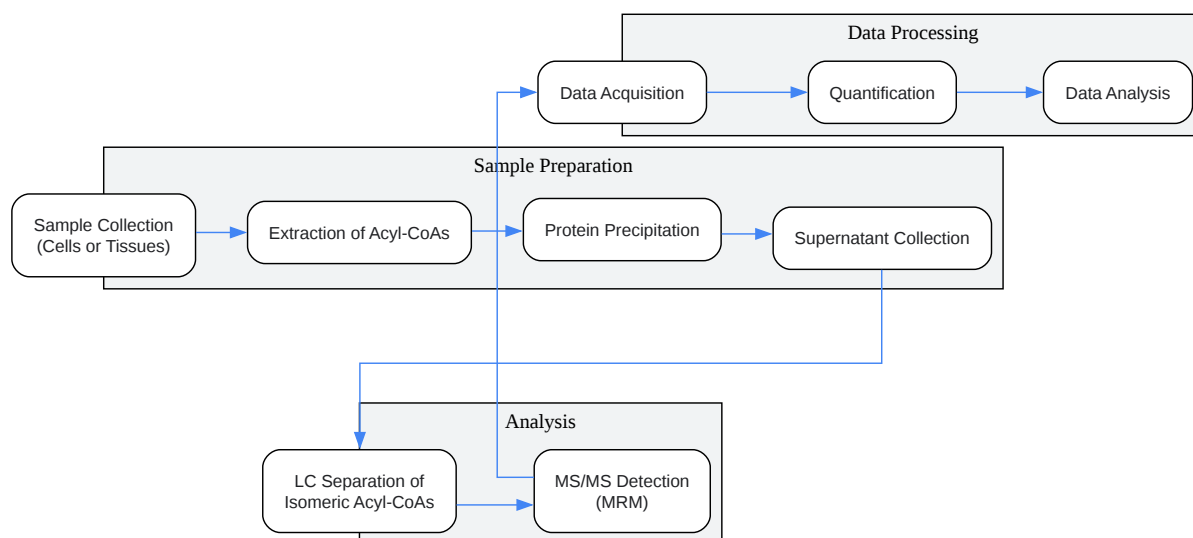 Data Processing
Data Acquisition
Quantification
Data Analysis
Sample Preparation
Sample Collection
(Cells or Tissues)
Extraction of Acyl-CoAs
Protein Precipitation
Supernatant Collection
Analysis
LC Separation of
Isomeric Acyl-CoAs
MS/MS Detection
(MRM)